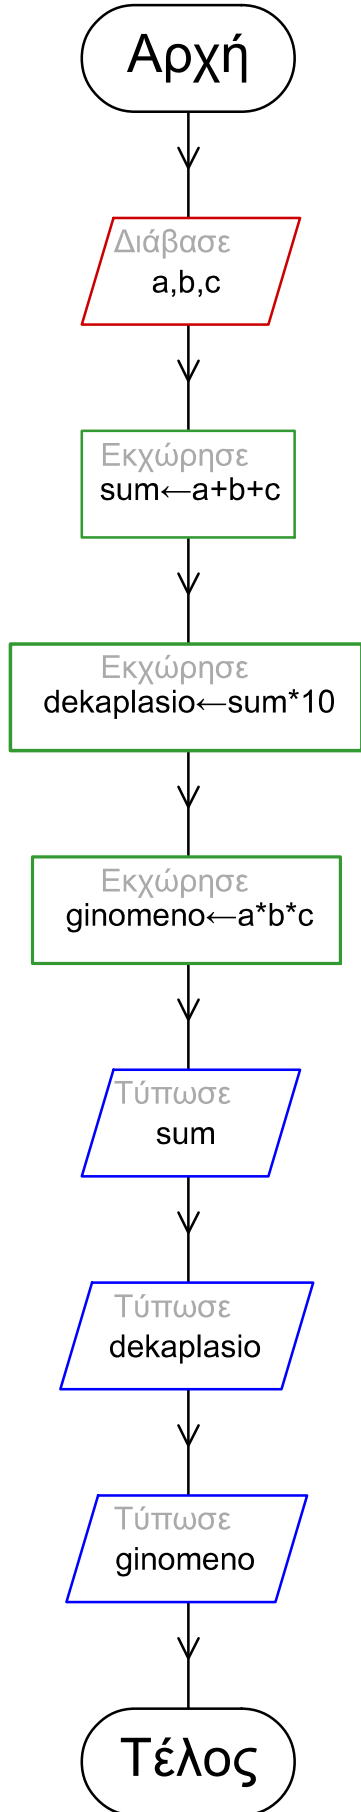 Αρχή
Διάβασε
a,b,c
Εκχώρησε
sum←a+b+c
Εκχώρησε
dekaplasio←sum*10
Εκχώρησε
ginomeno←a*b*c
Τύπωσε
sum
Τύπωσε
dekaplasio
Τύπωσε
ginomeno
Τέλος